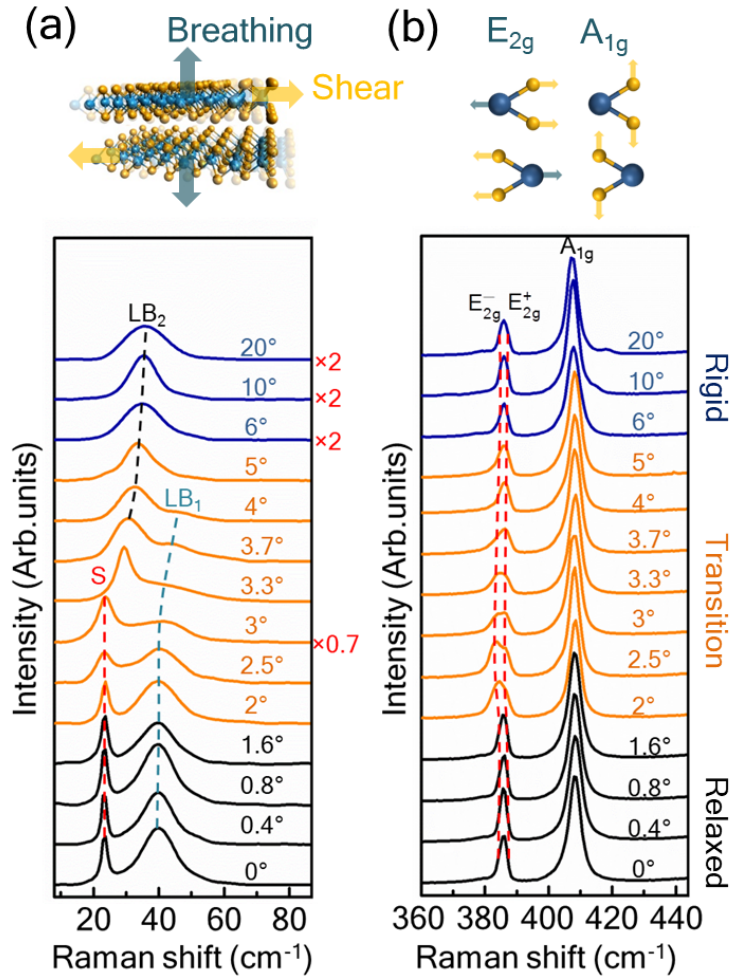 (a)
Breathing
Shear
(b)
E2g
A1g
LB2
20°
×2
10°
×2
6°
×2
5°
4°
LB1
3.7°
3.3°
S
3°
×0.7
2.5°
2°
1.6°
0.8°
0.4°
0°
Intensity (Arb.units)
20 40 60 80
Raman shift (cm-1)
A1g
E2g− E2g+
20°
10°
6°
5°
4°
3.7°
3.3°
3°
2.5°
2°
1.6°
0.8°
0.4°
0°
Rigid
Transition
Relaxed
Intensity (Arb.units)
360 380 400 420 440
Raman shift (cm-1)